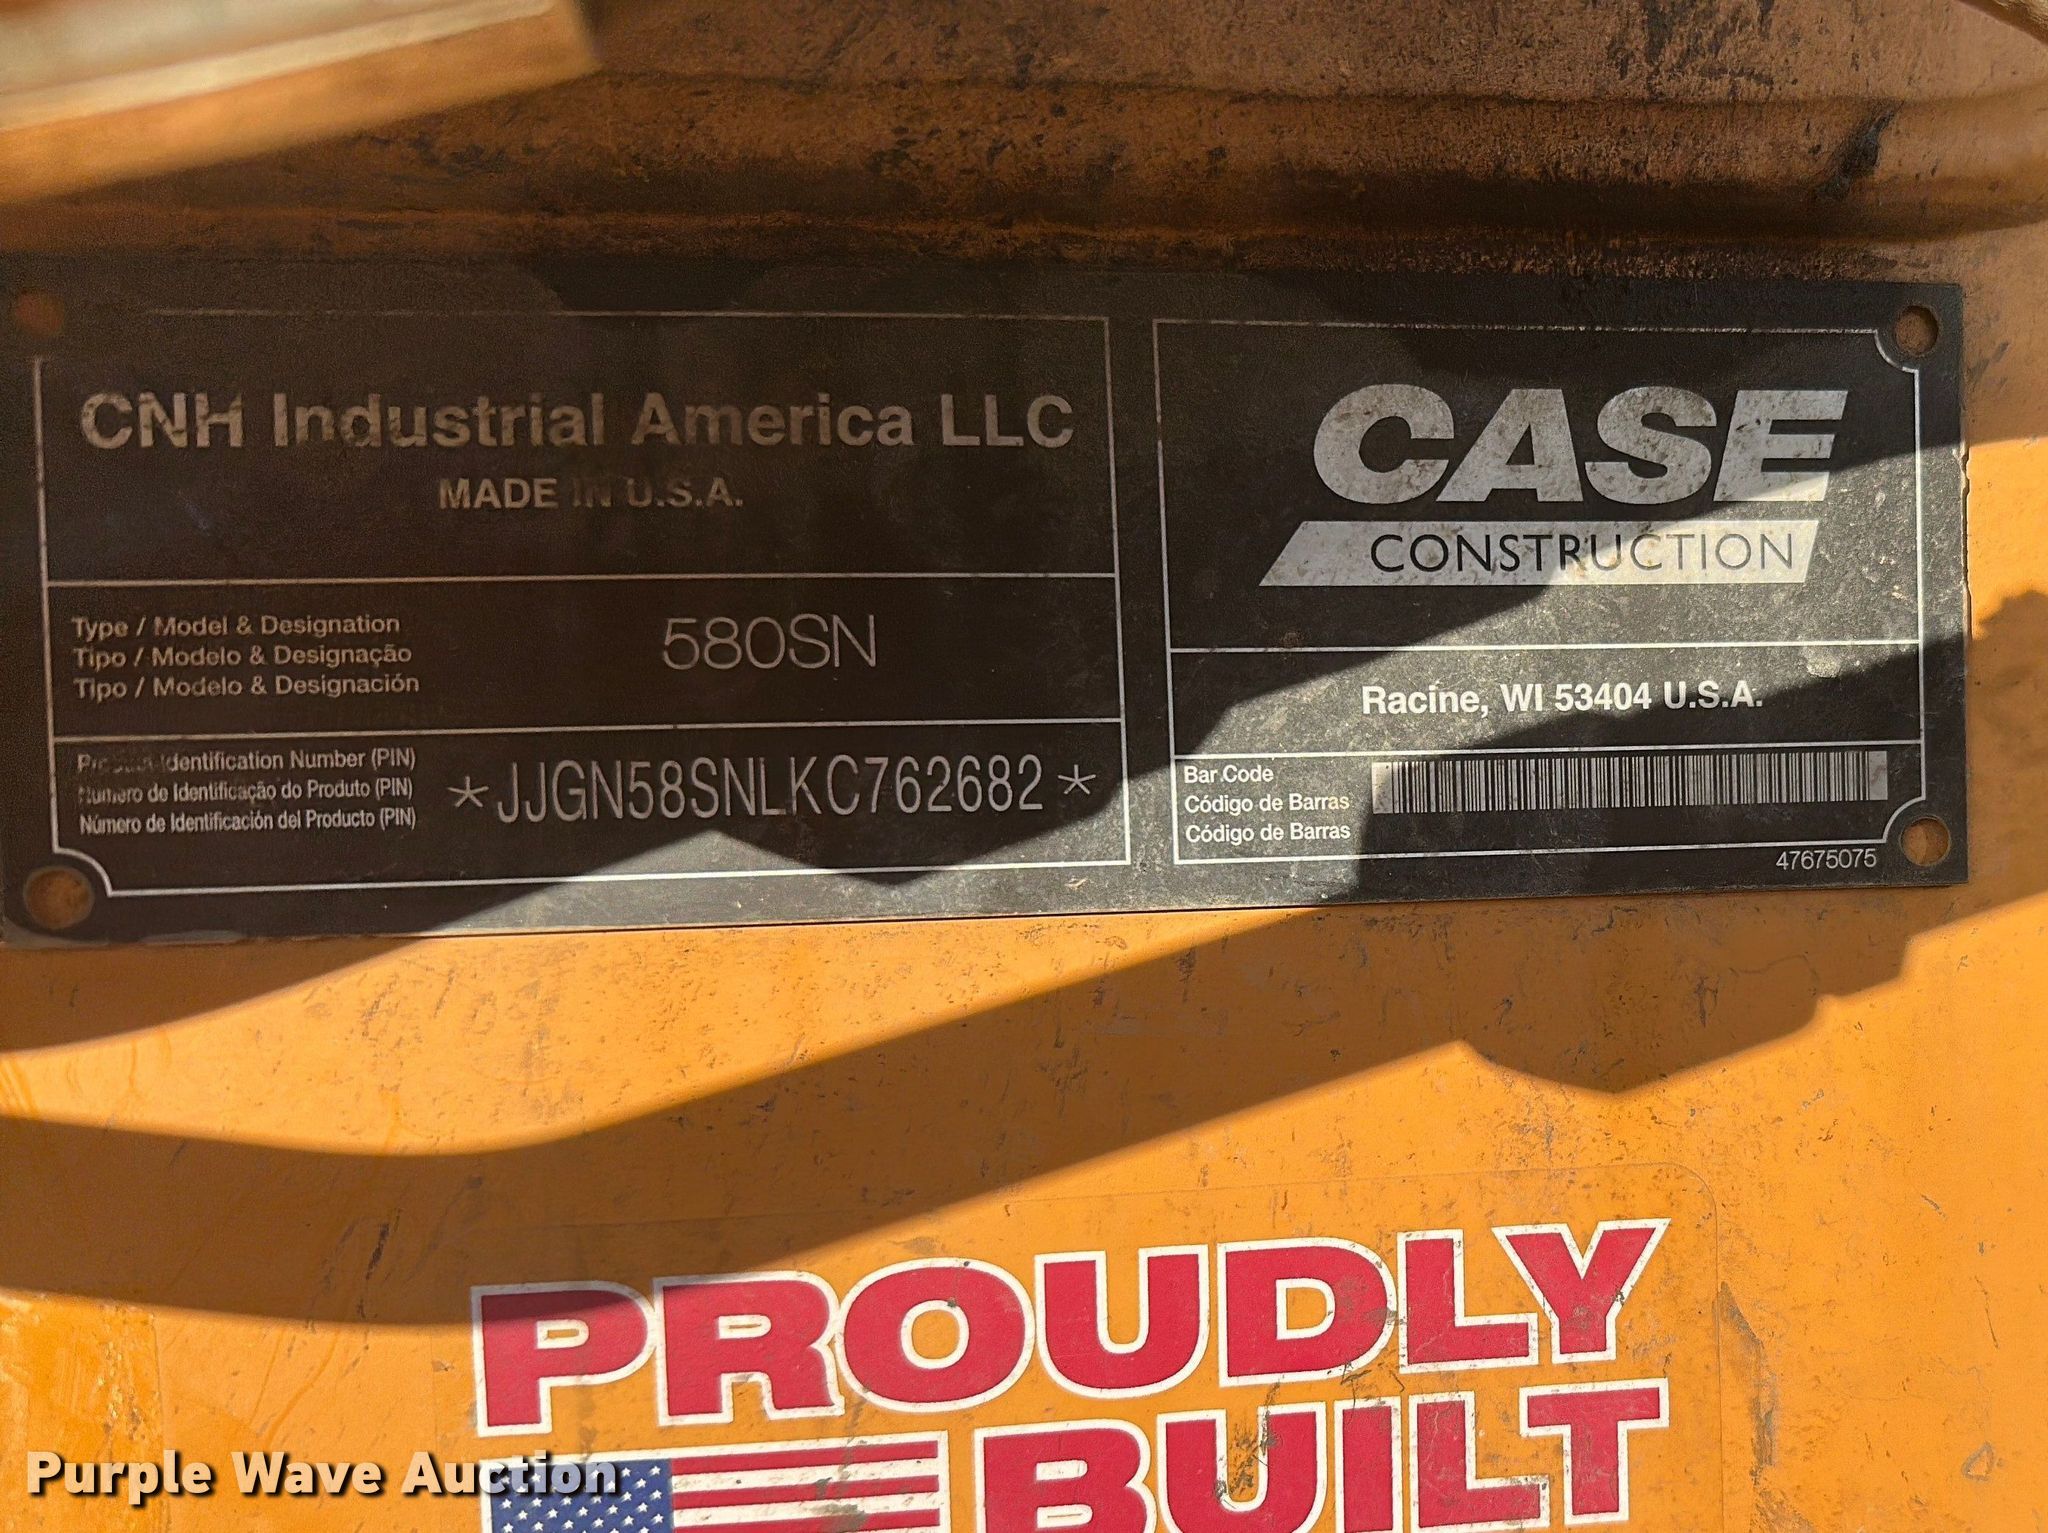 CNH Industrial America LLC
MADE IN U.S.A.
Type / Model & Designation
Tipo / Modelo & Designação
Tipo / Modelo & Designación
580SN
Product Identification Number (PIN)
Número de Identificação do Produto (PIN)
Número de Identificación del Producto (PIN)
*JJGN58SNLKC762682*
CASE
CONSTRUCTION
Racine, WI 53404 U.S.A.
Bar Code
Código de Barras
Código de Barras
47675075
PROUDLY
BUILT
Purple Wave Auction